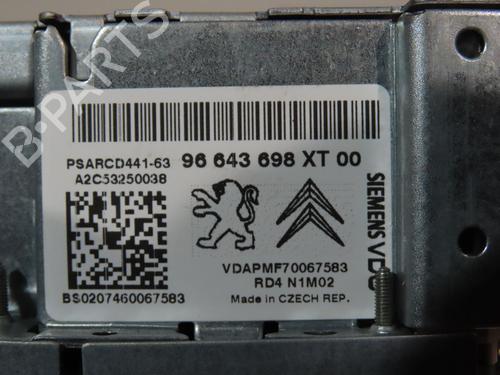 B-PARTS
PSARCD441-63 96 643 698 XT 00
A2C53250038
SIEMENS VDO
VDAPMF70067583
RD4 N1M02
BS0207460067583
Made in CZECH REP.